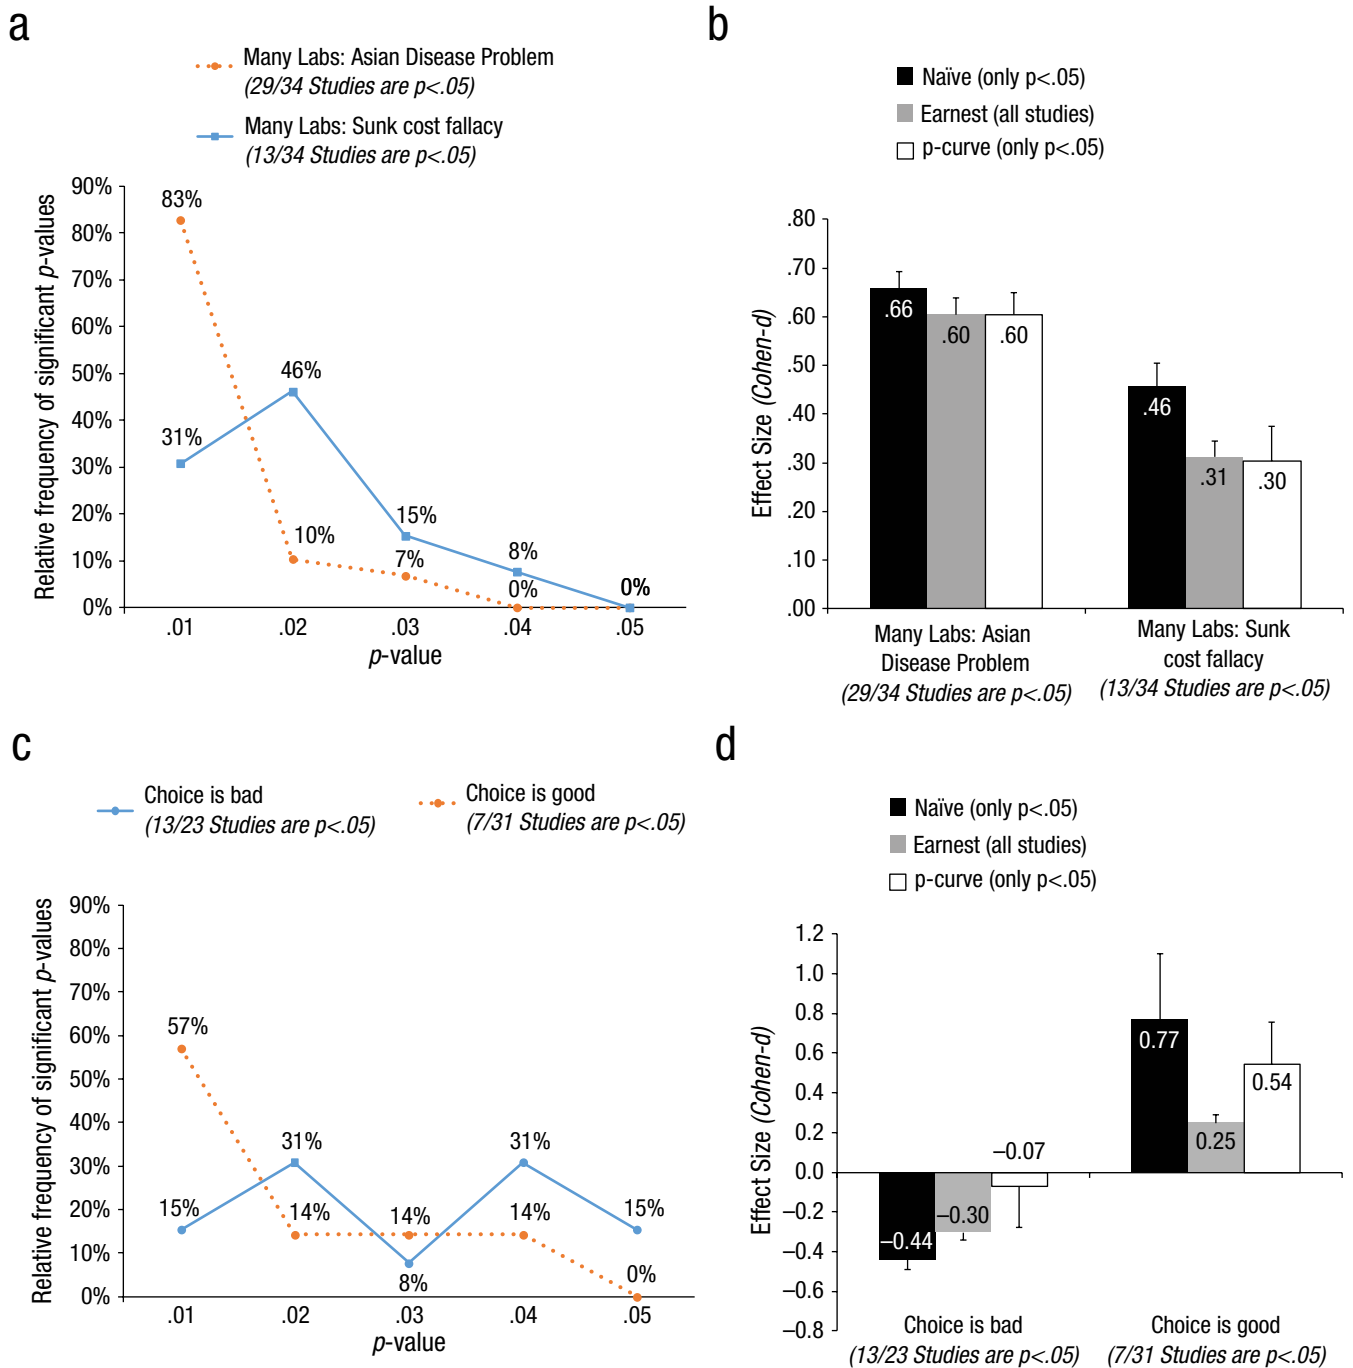 a
Many Labs: Asian Disease Problem
(29/34 Studies are p<.05)
Many Labs: Sunk cost fallacy
(13/34 Studies are p<.05)
Relative frequency of significant p-values
90%
80%
70%
60%
50%
40%
30%
20%
10%
0%
83%
31%
46%
10%
15%
7%
8%
0%
0%
.01 .02 .03 .04 .05
p-value
b
Naïve (only p<.05)
Earnest (all studies)
p-curve (only p<.05)
Effect Size (Cohen-d)
.80
.70
.60
.50
.40
.30
.20
.10
.00
.66
.60
.60
.46
.31
.30
Many Labs: Asian
Disease Problem
(29/34 Studies are p<.05)
Many Labs: Sunk
cost fallacy
(13/34 Studies are p<.05)
c
Choice is bad
(13/23 Studies are p<.05)
Choice is good
(7/31 Studies are p<.05)
Relative frequency of significant p-values
90%
80%
70%
60%
50%
40%
30%
20%
10%
0%
57%
15%
31%
14%
14%
8%
31%
14%
15%
0%
.01 .02 .03 .04 .05
p-value
d
Naïve (only p<.05)
Earnest (all studies)
p-curve (only p<.05)
Effect Size (Cohen-d)
1.2
1.0
0.8
0.6
0.4
0.2
0.0
–0.2
–0.4
–0.6
–0.8
–0.44
–0.30
–0.07
0.77
0.25
0.54
Choice is bad
(13/23 Studies are p<.05)
Choice is good
(7/31 Studies are p<.05)